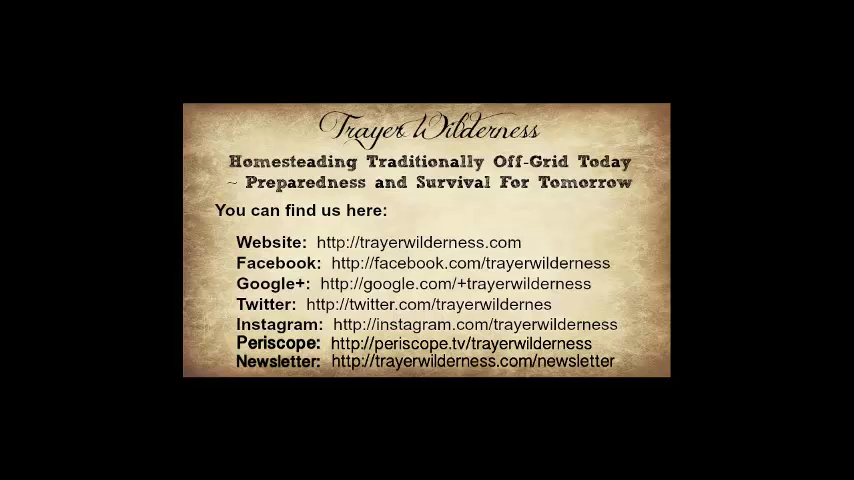 Trayer Wilderness
Homesteading Traditionally Off-Grid Today
~ Preparedness and Survival For Tomorrow
You can find us here:
Website: http://trayerwilderness.com
Facebook: http://facebook.com/trayerwilderness
Google+: http://google.com/+trayerwilderness
Twitter: http://twitter.com/trayerwildernes
Instagram: http://instagram.com/trayerwilderness
Periscope: http://periscope.tv/trayerwilderness
Newsletter: http://trayerwilderness.com/newsletter